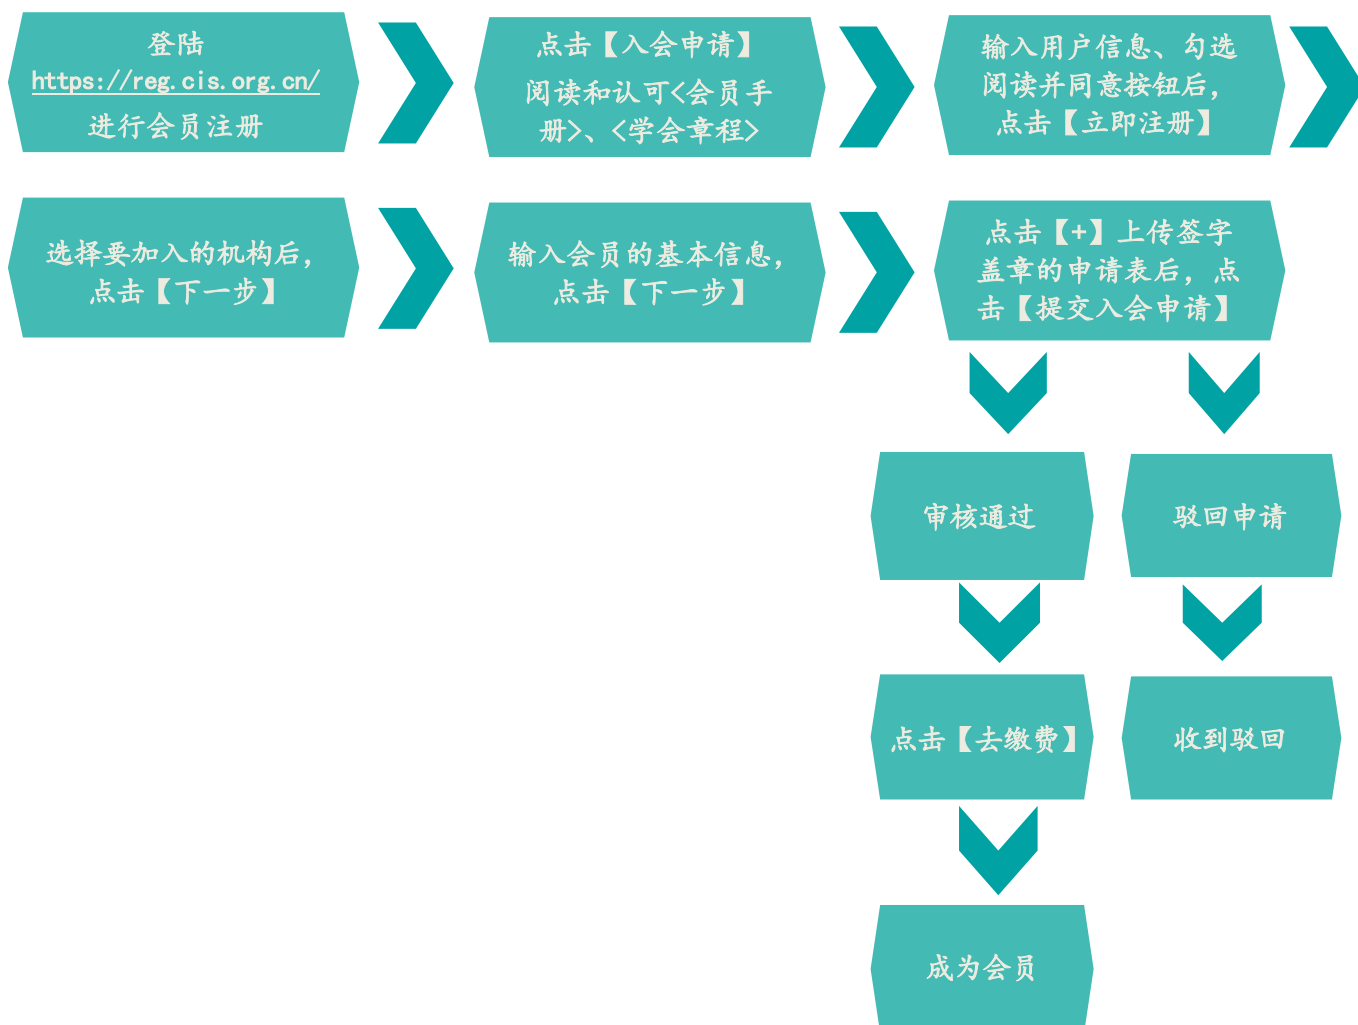 登陆
https://reg.cis.org.cn/
进行会员注册
点击【入会申请】
阅读和认可<会员手
册>、<学会章程>
输入用户信息、勾选
阅读并同意按钮后，
点击【立即注册】
选择要加入的机构后，
点击【下一步】
输入会员的基本信息，
点击【下一步】
点击【+】上传签字
盖章的申请表后，点
击【提交入会申请】
审核通过
驳回申请
点击【去缴费】
收到驳回
成为会员